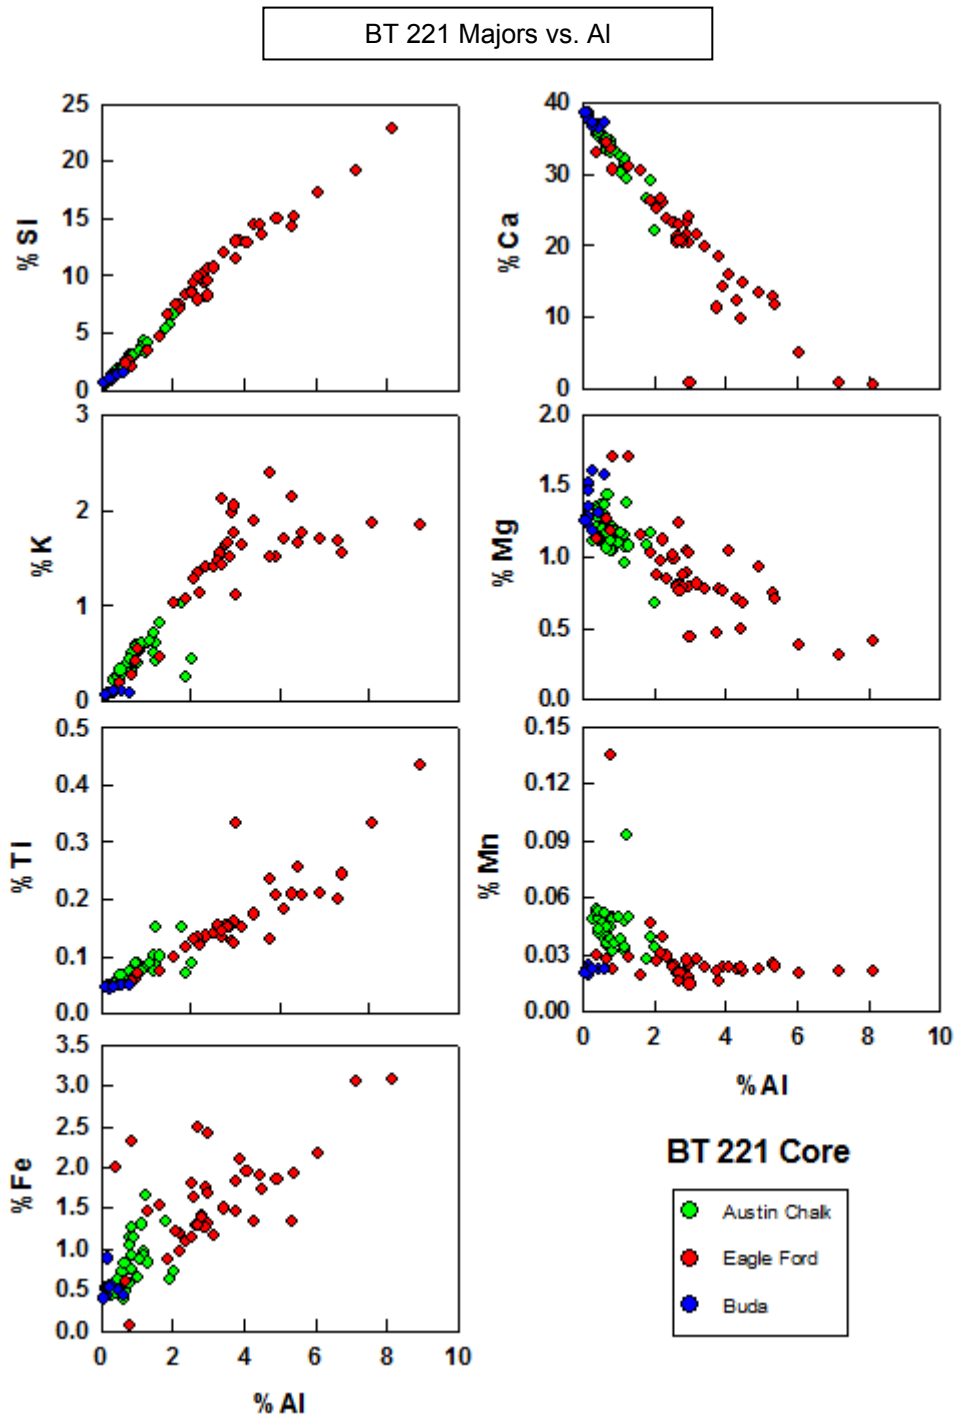 BT 221 Majors vs. Al
25
20
15
10
5
0
% Si
40
30
20
10
0
% Ca
3
2
1
0
% K
2.0
1.5
1.0
0.5
0.0
% Mg
0.5
0.4
0.3
0.2
0.1
0.0
% Ti
0.15
0.12
0.09
0.06
0.03
0.00
% Mn
0 2 4 6 8 10
% Al
3.5
3.0
2.5
2.0
1.5
1.0
0.5
0.0
% Fe
0 2 4 6 8 10
% Al
BT 221 Core
Austin Chalk
Eagle Ford
Buda